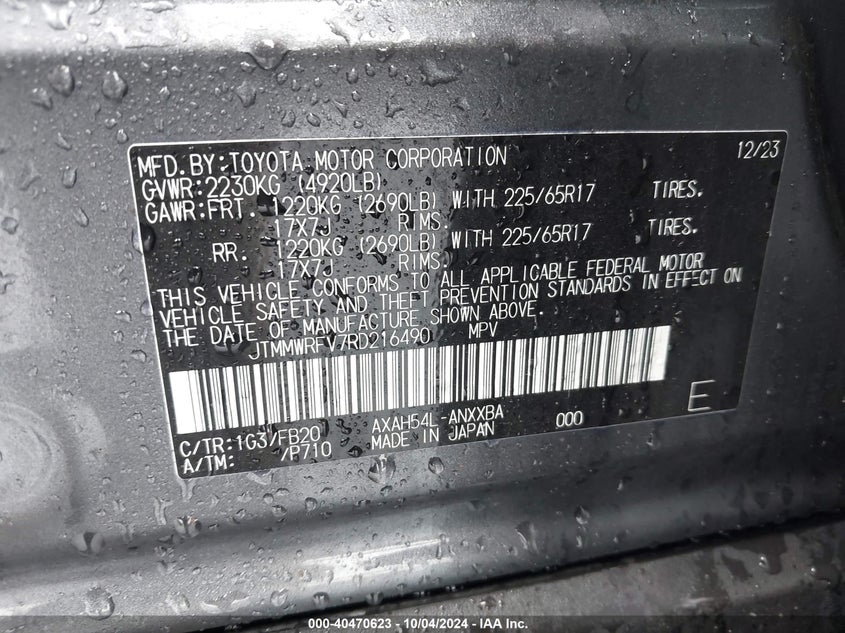 MFD.BY:TOYOTA MOTOR CORPORATION 12/23
GVWR:2230KG (4920LB)
GAWR:FRT. 1220KG (2690LB) WITH 225/65R17 TIRES.
17X7J RIMS.
RR. 1220KG (2690LB) WITH 225/65R17 TIRES.
17X7J RIMS.
THIS VEHICLE CONFORMS TO ALL APPLICABLE FEDERAL MOTOR
VEHICLE SAFETY AND THEFT PREVENTION STANDARDS IN EFFECT ON
THE DATE OF MANUFACTURE SHOWN ABOVE.
JTMMWRFV7RD216490 MPV
C/TR:1G3/FB20 AXAH54L-ANXXBA 000 E
A/TM: /P710 MADE IN JAPAN
000-40470623 - 10/04/2024 - IAA Inc.